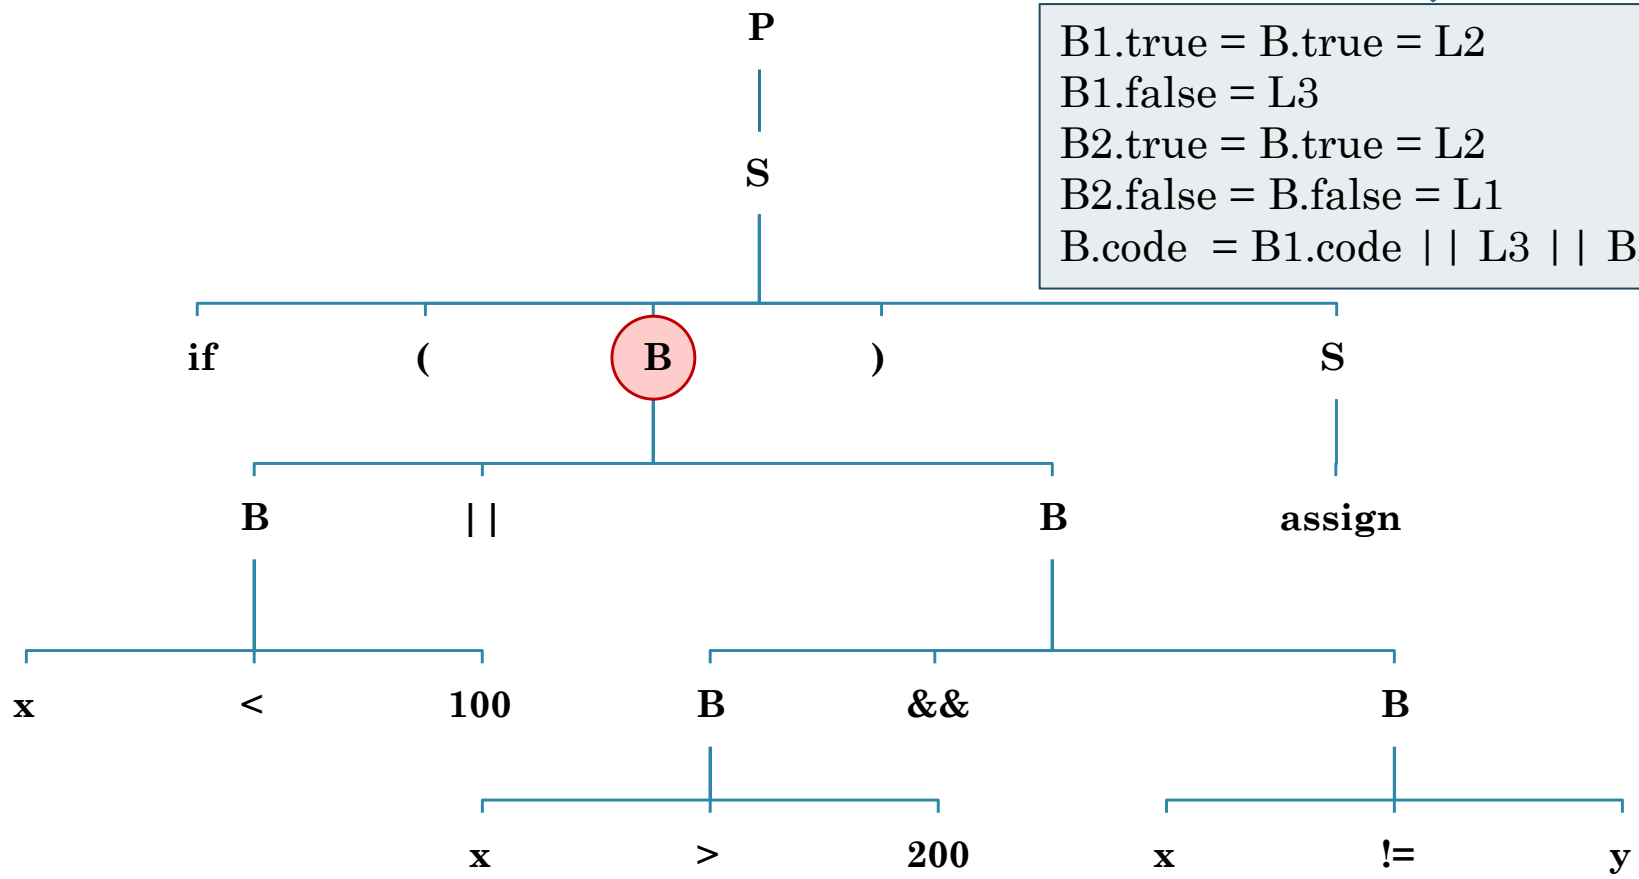 P
B1.true = B.true = L2
B1.false = L3
S
B2.true = B.true = L2
B2.false = B.false = L1
B.code = B1.code || L3 ||
if ( B ) S
B || B assign
x < 100 B && B
x > 200 x != y